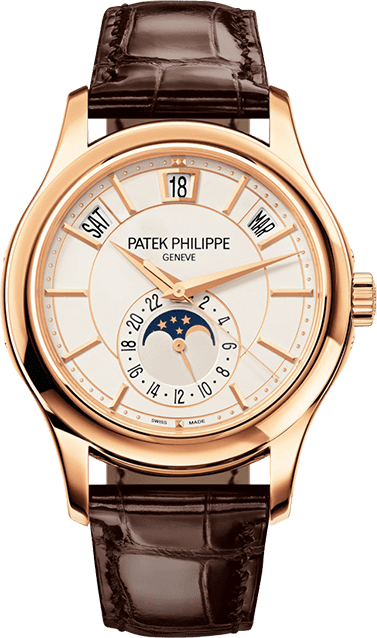 18
SAT
MAR
PATEK PHILIPPE
GENEVE
22 2 4 6 8 10 12 14 16 18 20
SWISS MADE